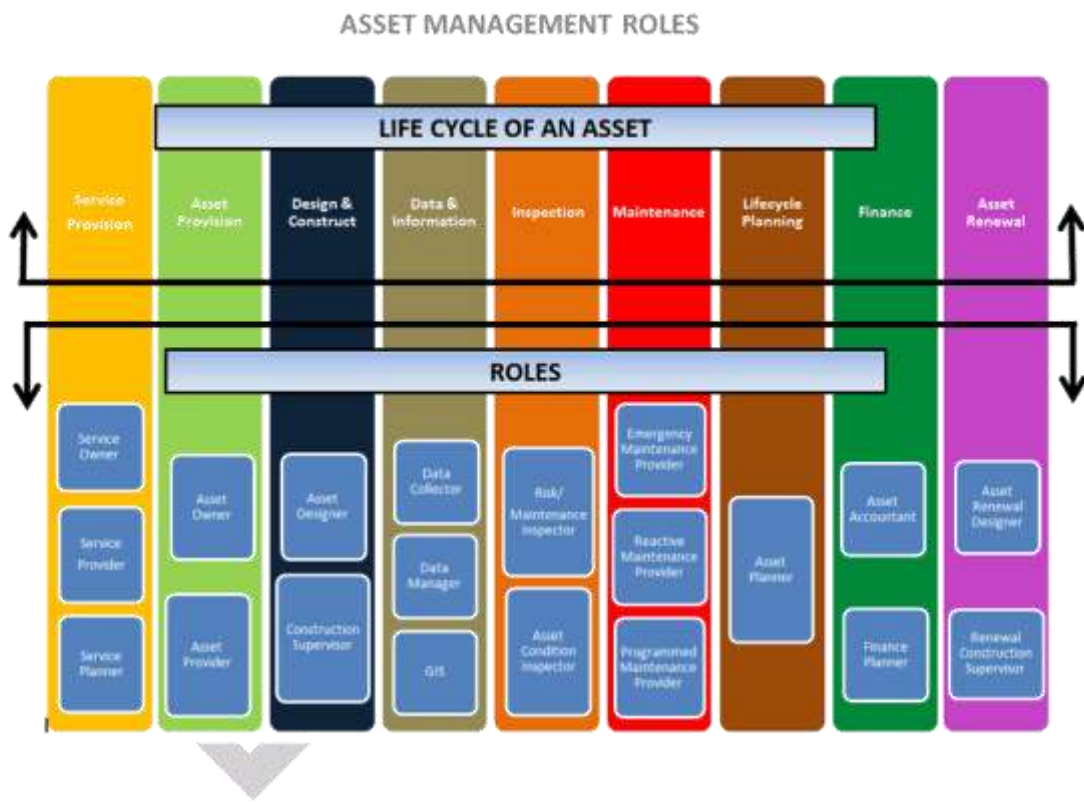 ASSET MANAGEMENT ROLES
LIFE CYCLE OF AN ASSET
Service
Provision
Asset
Provision
Design &
Construct
Data &
Information
Inspection
Maintenance
Lifecycle
Planning
Finance
Asset
Renewal
ROLES
Service
Owner
Service
Provider
Service
Planner
Asset
Owner
Asset
Provider
Asset
Designer
Construction
Supervisor
Data
Collector
Data
Manager
GIS
Risk/
Maintenance
Inspector
Asset
Condition
Inspector
Emergency
Maintenance
Provider
Reactive
Maintenance
Provider
Programmed
Maintenance
Provider
Asset
Planner
Asset
Accountant
Finance
Planner
Asset
Renewal
Designer
Renewal
Construction
Supervisor